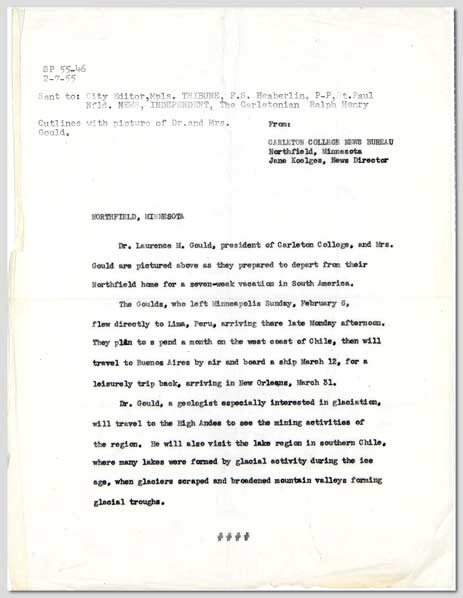 SP 55-46
2-7-55
Sent to: City Editor,Mpls. TRIBUNE, F.S. Heaberlin, P-P,St.Paul
Nfld. NEWS, INDEPENDENT, The Carletonian Ralph Henry
Cutlines with picture of Dr.and Mrs.
Gould.
From:
CARLETON COLLEGE NEWS BUREAU
Northfield, Minnesota
Jane Koelges, News Director
NORTHFIELD, MINNESOTA
Dr. Laurence M. Gould, president of Carleton College, and Mrs.
Gould are pictured above as they prepared to depart from their
Northfield home for a seven-week vacation in South America.
The Goulds, who left Minneapolis Sunday, February 6,
flew directly to Lima, Peru, arriving there late Monday afternoon.
They plan to s pend a month on the west coast of Chile, then will
travel to Buenos Aires by air and board a ship March 12, for a
leisurely trip back, arriving in New Orleans, March 31.
Dr. Gould, a geologist especially interested in glaciation,
will travel to the High Andes to see the mining activities of
the region. He will also visit the lake region in southern Chile,
where many lakes were formed by glacial activity during the ice
age, when glaciers scraped and broadened mountain valleys forming
glacial troughs.
####